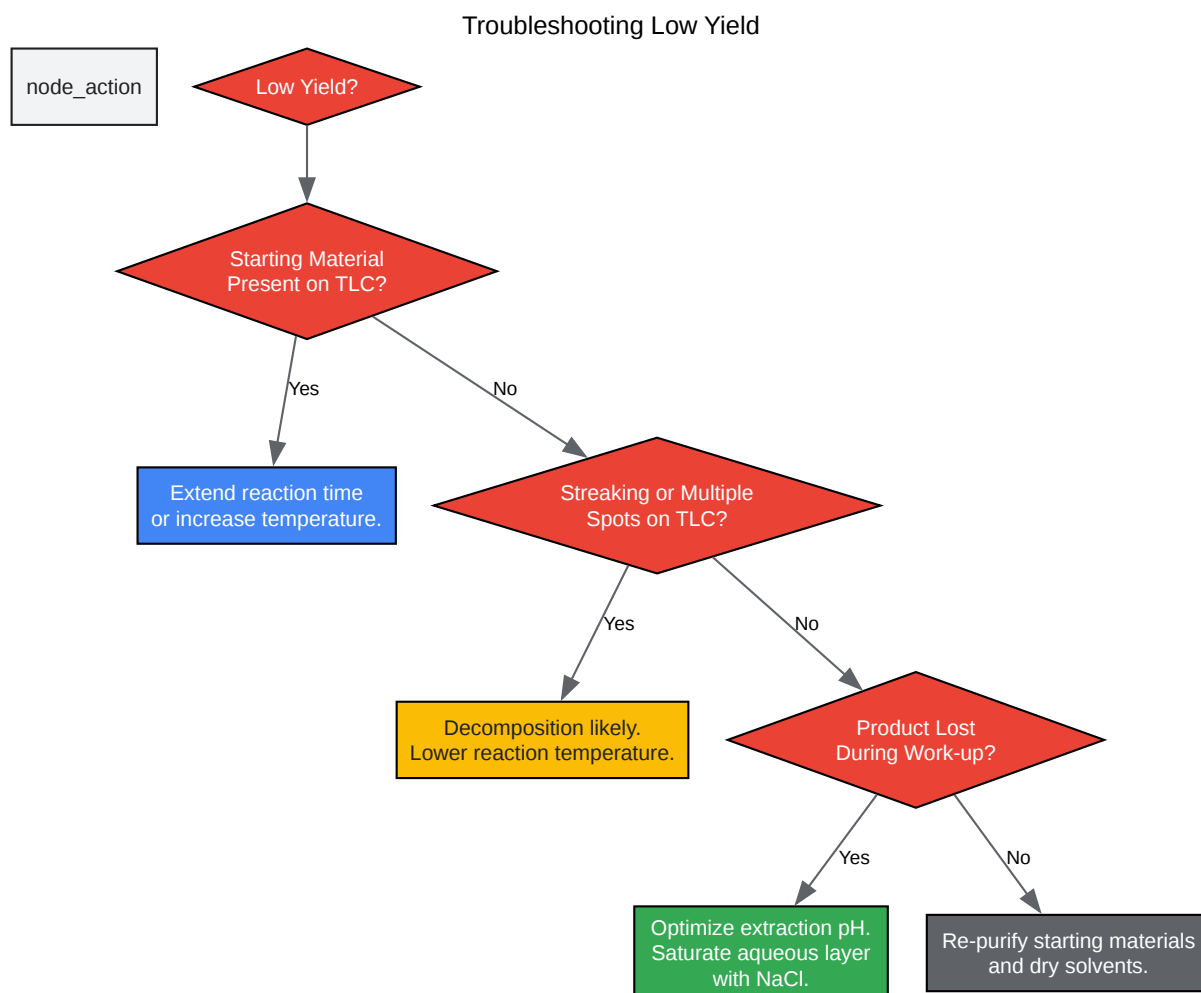 Troubleshooting Low Yield
node_action
Low Yield?
Starting Material
Present on TLC?
Yes
No
Extend reaction time
or increase temperature.
Streaking or Multiple
Spots on TLC?
Yes
No
Decomposition likely.
Lower reaction temperature.
Product Lost
During Work-up?
Yes
No
Optimize extraction pH.
Saturate aqueous layer
with NaCl.
Re-purify starting materials
and dry solvents.